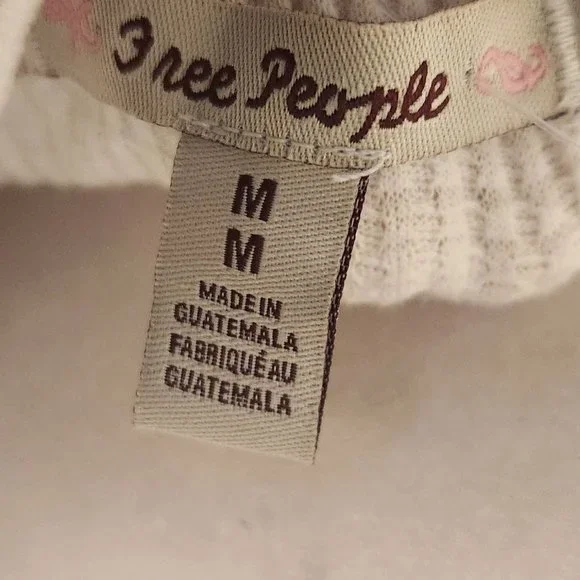 Free People
M
M
MADE IN
GUATEMALA
FABRIQUÉ AU
GUATEMALA